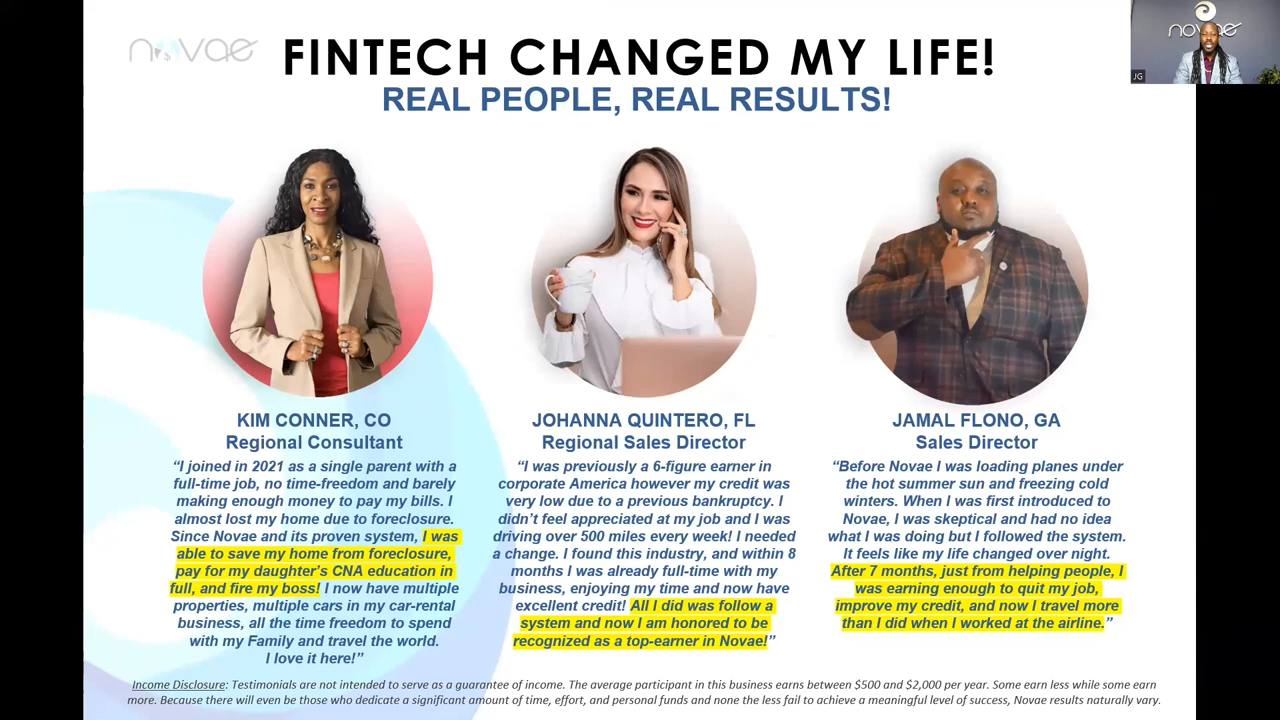 novae
FINTECH CHANGED MY LIFE!
REAL PEOPLE, REAL RESULTS!
novae
JG
KIM CONNER, CO
Regional Consultant
“I joined in 2021 as a single parent with a
full-time job, no time-freedom and barely
making enough money to pay my bills. I
almost lost my home due to foreclosure.
Since Novae and its proven system, I was
able to save my home from foreclosure,
pay for my daughter’s CNA education in
full, and fire my boss! I now have multiple
properties, multiple cars in my car-rental
business, all the time freedom to spend
with my Family and travel the world.
I love it here!”
JOHANNA QUINTERO, FL
Regional Sales Director
“I was previously a 6-figure earner in
corporate America however my credit was
very low due to a previous bankruptcy. I
didn’t feel appreciated at my job and I was
driving over 500 miles every week! I needed
a change. I found this industry, and within 8
months I was already full-time with my
business, enjoying my time and now have
excellent credit! All I did was follow a
system and now I am honored to be
recognized as a top-earner in Novae!”
JAMAL FLONO, GA
Sales Director
“Before Novae I was loading planes under
the hot summer sun and freezing cold
winters. When I was first introduced to
Novae, I was skeptical and had no idea
what I was doing but I followed the system.
It feels like my life changed over night.
After 7 months, just from helping people, I
was earning enough to quit my job,
improve my credit, and now I travel more
than I did when I worked at the airline.”
Income Disclosure: Testimonials are not intended to serve as a guarantee of income. The average participant in this business earns between $500 and $2,000 per year. Some earn less while some earn
more. Because there will even be those who dedicate a significant amount of time, effort, and personal funds and none the less fail to achieve a meaningful level of success, Novae results naturally vary.